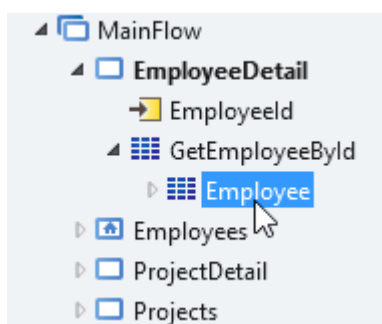 MainFlow
EmployeeDetail
EmployeeId
GetEmployeeById
Employee
Employees
ProjectDetail
Projects